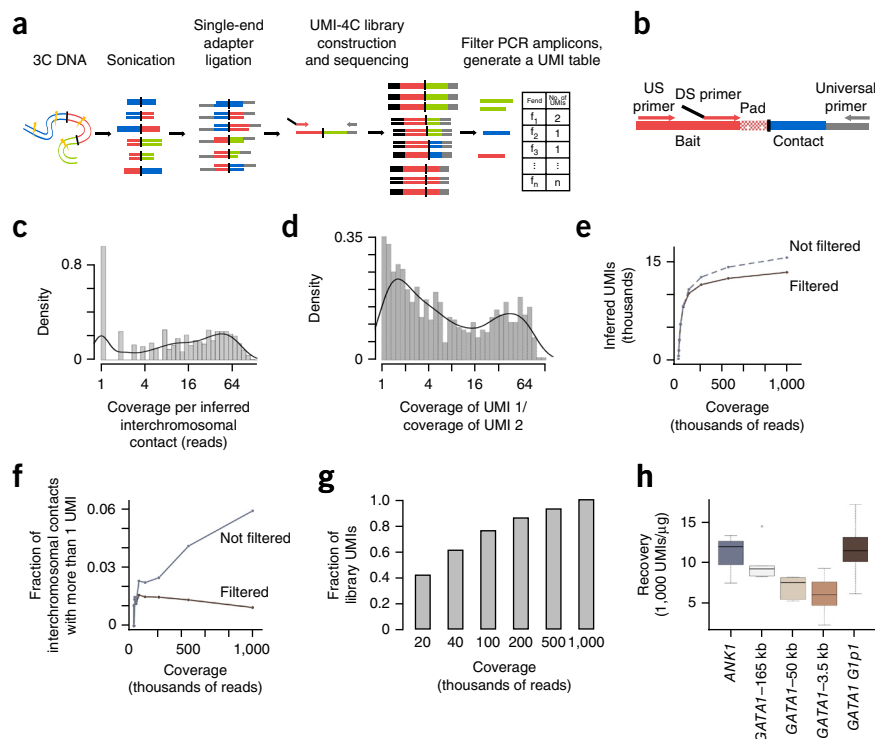 a
3C DNA
Sonication
Single-end
adapter
ligation
UMI-4C library
construction
and sequencing
Filter PCR amplicons,
generate a UMI table
Fend
No. of
UMIs
f1 2
f2 1
f3 1
⋮ ⋮
fn n
b
US
primer
DS primer
Pad
Universal
primer
Bait
Contact
c
0.8
0
Density
1 4 16 64
Coverage per inferred
interchromosomal
contact (reads)
d
0.35
0
Density
1 4 16 64
Coverage of UMI 1/
coverage of UMI 2
e
15
0
Inferred UMIs
(thousands)
Not filtered
Filtered
0 500 1,000
Coverage
(thousands of reads)
f
Fraction of
interchromosomal contacts
with more than 1 UMI
0.06
0.03
0
Not filtered
Filtered
0 500 1,000
Coverage
(thousands of reads)
g
Fraction of
library UMIs
1.0
0.8
0.6
0.4
0.2
0
20 40 100 200 500 1,000
Coverage
(thousands of reads)
h
Recovery
(1,000 UMIs/µg)
15
10
5
ANK1
GATA1–165 kb
GATA1–50 kb
GATA1–3.5 kb
GATA1 G1p1